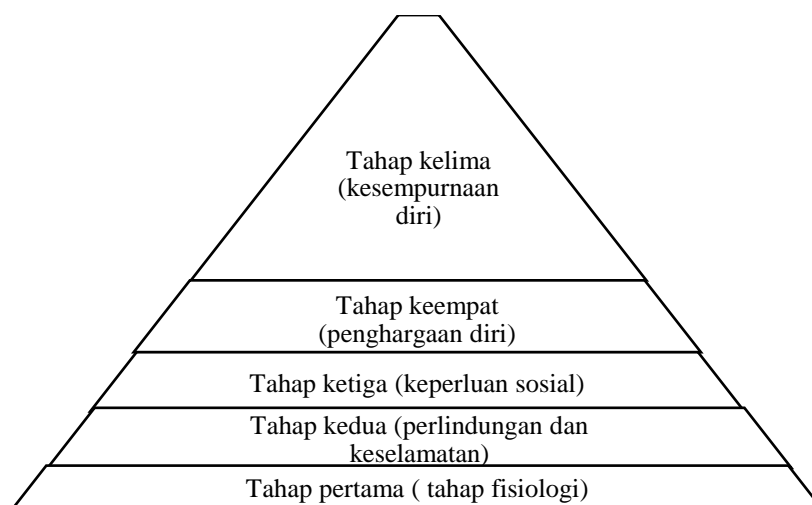 Tahap kelima
(kesempurnaan
diri)
Tahap keempat
(penghargaan diri)
Tahap ketiga (keperluan sosial)
Tahap kedua (perlindungan dan
keselamatan)
Tahap pertama ( tahap fisiologi)